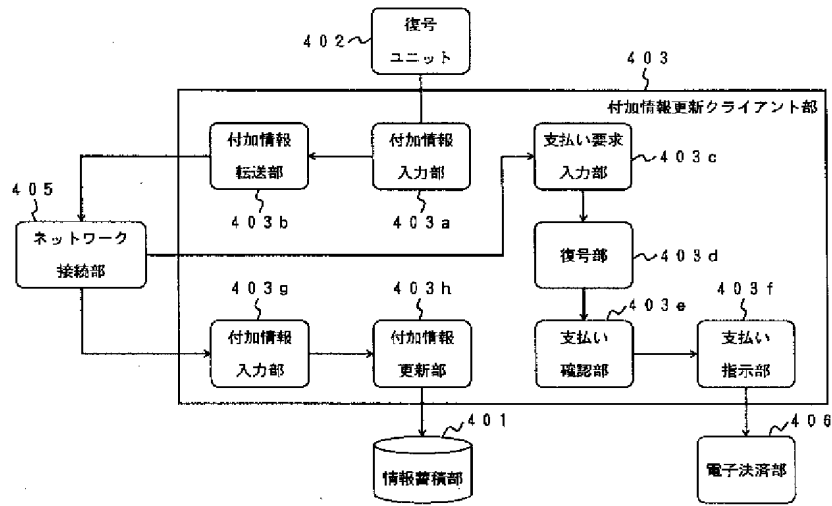 402
復号
ユニット
403
付加情報更新クライアント部
付加情報
転送部
403b
付加情報
入力部
403a
支払い要求
入力部
403c
405
ネットワーク
接続部
復号部
403d
403g
付加情報
入力部
403h
付加情報
更新部
403e
支払い
確認部
403f
支払い
指示部
401
情報蓄積部
406
電子決済部